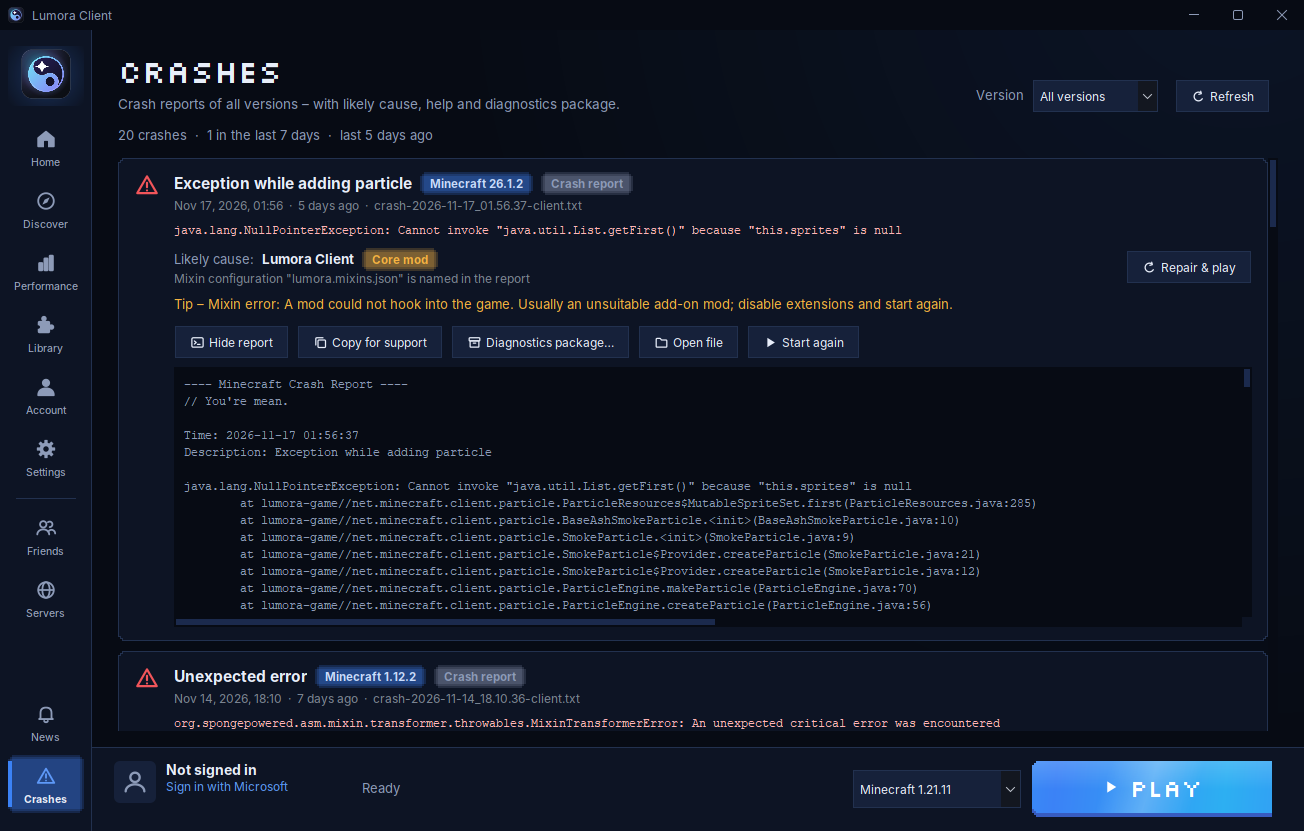 Lumora Client
Home
Discover
Performance
Library
Account
Settings
Friends
Servers
News
Crashes
CRASHES
Crash reports of all versions – with likely cause, help and diagnostics package.
20 crashes · 1 in the last 7 days · last 5 days ago
Version All versions Refresh
Exception while adding particle Minecraft 26.1.2 Crash report
Nov 17, 2026, 01:56 · 5 days ago · crash-2026-11-17_01.56.37-client.txt
java.lang.NullPointerException: Cannot invoke "java.util.List.getFirst()" because "this.sprites" is null
Likely cause: Lumora Client Core mod
Mixin configuration "lumora.mixins.json" is named in the report
Repair & play
Tip – Mixin error: A mod could not hook into the game. Usually an unsuitable add-on mod; disable extensions and start again.
Hide report Copy for support Diagnostics package... Open file Start again
---- Minecraft Crash Report ----
// You're mean.
Time: 2026-11-17 01:56:37
Description: Exception while adding particle
java.lang.NullPointerException: Cannot invoke "java.util.List.getFirst()" because "this.sprites" is null
at lumora-game//net.minecraft.client.particle.ParticleResources$MutableSpriteSet.first(ParticleResources.java:285)
at lumora-game//net.minecraft.client.particle.BaseAshSmokeParticle.<init>(BaseAshSmokeParticle.java:10)
at lumora-game//net.minecraft.client.particle.SmokeParticle.<init>(SmokeParticle.java:9)
at lumora-game//net.minecraft.client.particle.SmokeParticle$Provider.createParticle(SmokeParticle.java:21)
at lumora-game//net.minecraft.client.particle.SmokeParticle$Provider.createParticle(SmokeParticle.java:12)
at lumora-game//net.minecraft.client.particle.ParticleEngine.makeParticle(ParticleEngine.java:70)
at lumora-game//net.minecraft.client.particle.ParticleEngine.createParticle(ParticleEngine.java:56)
Unexpected error Minecraft 1.12.2 Crash report
Nov 14, 2026, 18:10 · 7 days ago · crash-2026-11-14_18.10.36-client.txt
org.spongepowered.asm.mixin.transformer.throwables.MixinTransformerError: An unexpected critical error was encountered
Not signed in
Sign in with Microsoft
Ready
Minecraft 1.21.11
PLAY